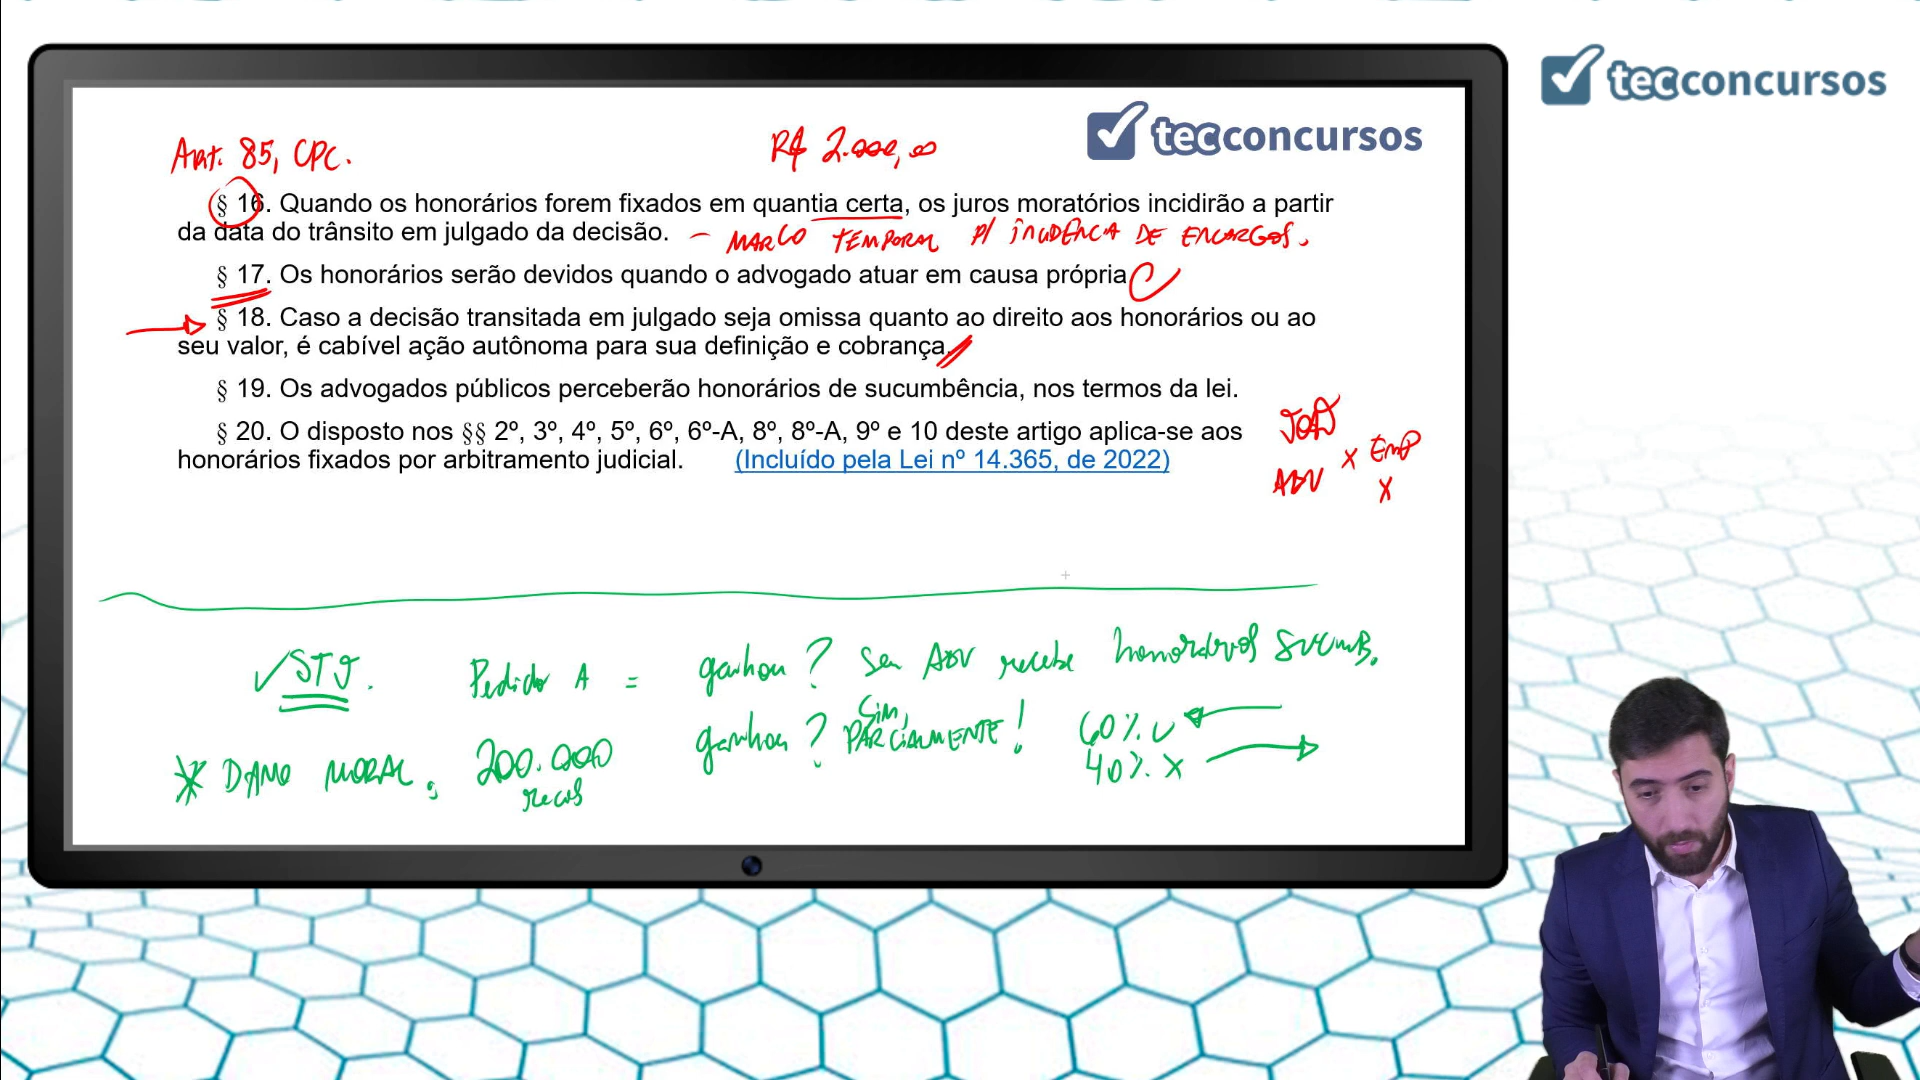 tecconcursos
tecconcursos
Art. 85, CPC.
R$ 2.000,00
§ 16. Quando os honorários forem fixados em quantia certa, os juros moratórios incidirão a partir
da data do trânsito em julgado da decisão. - MARCO TEMPORAL P/ INCIDÊNCIA DE ENCARGOS.
§ 17. Os honorários serão devidos quando o advogado atuar em causa própria.
§ 18. Caso a decisão transitada em julgado seja omissa quanto ao direito aos honorários ou ao
seu valor, é cabível ação autônoma para sua definição e cobrança.
§ 19. Os advogados públicos perceberão honorários de sucumbência, nos termos da lei.
§ 20. O disposto nos §§ 2º, 3º, 4º, 5º, 6º, 6º-A, 8º, 8º-A, 9º e 10 deste artigo aplica-se aos
honorários fixados por arbitramento judicial. (Incluído pela Lei nº 14.365, de 2022)
X EMP
ADV X
✓STJ. Pedido A = ganhou? Seu ADV recebe honorários SUCUMB.
ganhou? SIM, PARCIALMENTE! 60% ✓
40% X
* DANO MORAL: 200.000
reais